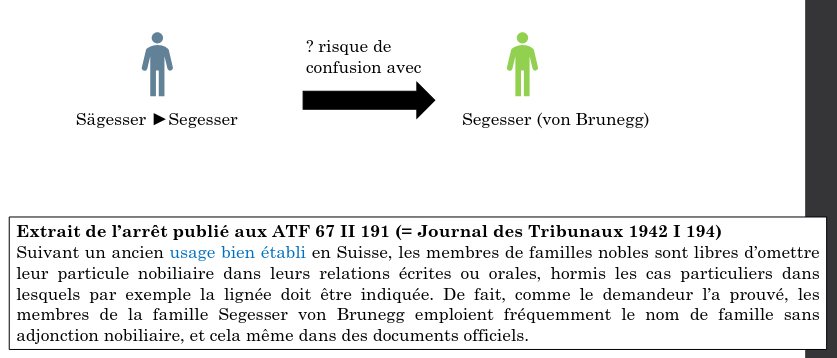 ? risque de
confusion avec
Sägesser ►Segesser
Segesser (von Brunegg)
Extrait de l'arrêt publié aux ATF 67 II 191 (= Journal des Tribunaux 1942 I 194)
Suivant un ancien usage bien établi en Suisse, les membres de familles nobles sont libres d'omettre
leur particule nobiliaire dans leurs relations écrites ou orales, hormis les cas particuliers dans
lesquels par exemple la lignée doit être indiquée. De fait, comme le demandeur l'a prouvé, les
membres de la famille Segesser von Brunegg emploient fréquemment le nom de famille sans
adjonction nobiliaire, et cela même dans des documents officiels.